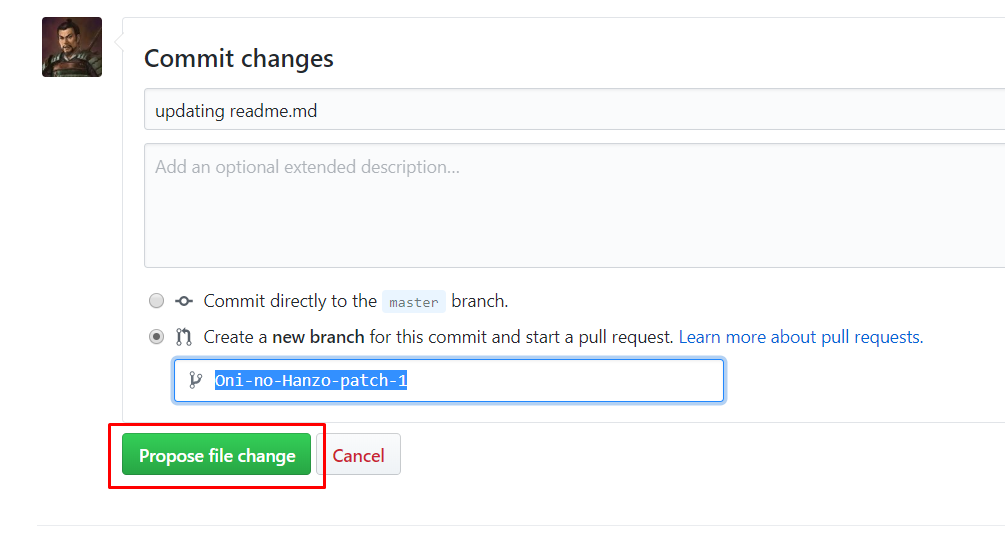 Commit changes
updating readme.md
Add an optional extended description...
Commit directly to the master branch.
Create a new branch for this commit and start a pull request. Learn more about pull requests.
Oni-no-Hanzo-patch-1
Propose file change Cancel